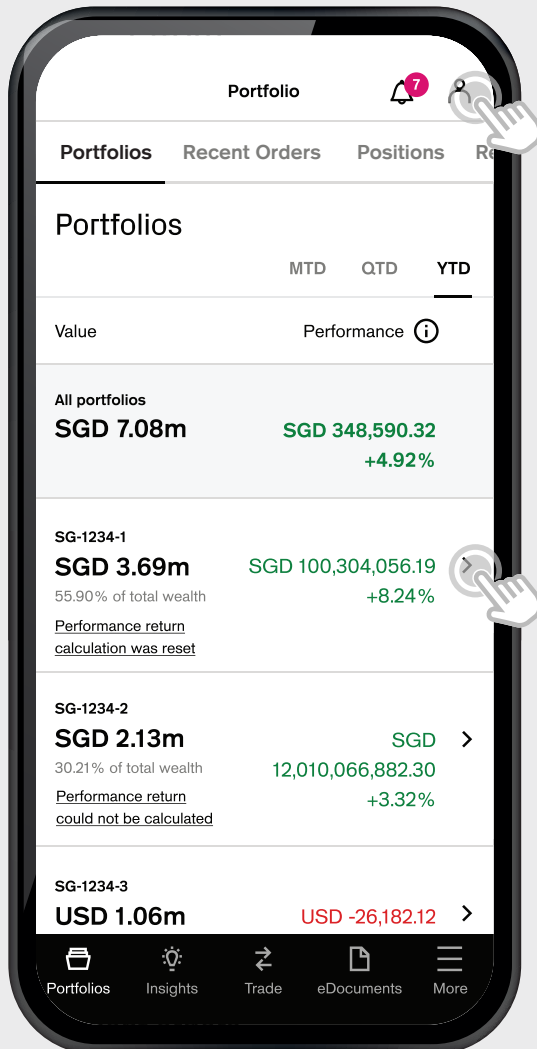 Portfolio
7
Portfolios Recent Orders Positions
Portfolios
MTD QTD YTD
Value Performance i
All portfolios
SGD 7.08m SGD 348,590.32
+4.92%
SG-1234-1
SGD 3.69m SGD 100,304,056.19
55.90% of total wealth +8.24%
Performance return
calculation was reset
SG-1234-2
SGD 2.13m SGD
30.21% of total wealth 12,010,066,882.30
Performance return +3.32%
could not be calculated
SG-1234-3
USD 1.06m USD -26,182.12
Portfolios Insights Trade eDocuments More